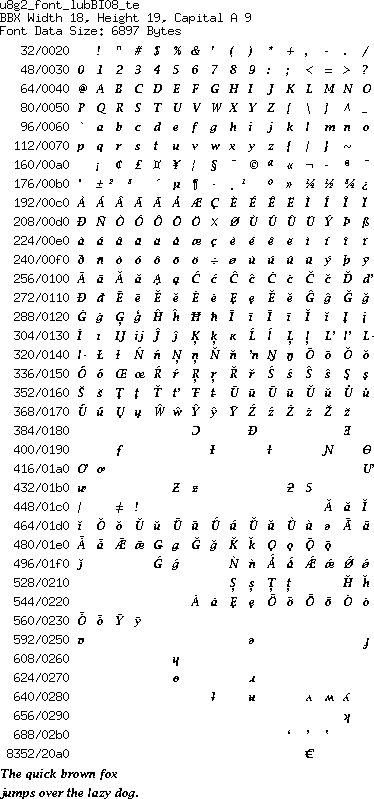 u8g2_font_lubBI08_te
BBX Width 18, Height 19, Capital A 9
Font Data Size: 6897 Bytes
32/0020 ! " # $ % & ' ( ) * + , - . /
48/0030 0 1 2 3 4 5 6 7 8 9 : ; < = > ?
64/0040 @ A B C D E F G H I J K L M N O
80/0050 P Q R S T U V W X Y Z [ \ ] ^ _
96/0060 ` a b c d e f g h i j k l m n o
112/0070 p q r s t u v w x y z { | } ~
160/00a0 ¡ ¢ £ ¤ ¥ ¦ § ¨ © ª « ¬ - ® ¯
176/00b0 ° ± ² ³ ´ µ ¶ · ¸ ¹ º » ¼ ½ ¾ ¿
192/00c0 À Á Â Ã Ä Å Æ Ç È É Ê Ë Ì Í Î Ï
208/00d0 Ð Ñ Ò Ó Ô Õ Ö × Ø Ù Ú Û Ü Ý Þ ß
224/00e0 à á â ã ä å æ ç è é ê ë ì í î ï
240/00f0 ð ñ ò ó ô õ ö ÷ ø ù ú û ü ý þ ÿ
256/0100 Ā ā Ă ă Ą ą Ć ć Ĉ ĉ Ċ ċ Č č Ď ď
272/0110 Đ đ Ē ē Ĕ ĕ Ė ė Ę ę Ě ě Ĝ ĝ Ğ ğ
288/0120 Ġ ġ Ģ ģ Ĥ ĥ Ħ ħ Ĩ ĩ Ī ī Ĭ ĭ Į į
304/0130 İ ı Ĳ ĳ Ĵ ĵ Ķ ķ ĸ Ĺ ĺ Ļ ļ Ľ ľ Ŀ
320/0140 ŀ Ł ł Ń ń Ņ ņ Ň ň ŉ Ŋ ŋ Ō ō Ŏ ŏ
336/0150 Ő ő Œ œ Ŕ ŕ Ŗ ŗ Ř ř Ś ś Ŝ ŝ Ş ş
352/0160 Š š Ţ ţ Ť ť Ŧ ŧ Ũ ũ Ū ū Ŭ ŭ Ů ů
368/0170 Ű ű Ų ų Ŵ ŵ Ŷ ŷ Ÿ Ź ź Ż ż Ž ž
384/0180 Ɔ Ɖ Ǝ
400/0190 ƒ Ɨ ƚ Ɲ Ɵ
416/01a0 Ơ ơ Ư
432/01b0 ư Ƶ ƶ ƻ Ƽ
448/01c0 ǀ ǂ ǃ Ǎ ǎ Ǐ
464/01d0 ǐ Ǒ ǒ Ǔ ǔ Ǖ ǖ Ǘ ǘ Ǚ ǚ Ǜ ǜ ǝ Ǟ ǟ
480/01e0 Ǡ ǡ Ǣ ǣ Ǥ ǥ Ǧ ǧ Ǩ ǩ Ǫ ǫ Ǭ ǭ
496/01f0 ǰ Ǵ ǵ Ǹ ǹ Ǻ ǻ Ǽ ǽ Ǿ ǿ
528/0210 Ș ș Ț ț Ȟ ȟ
544/0220 Ȧ ȧ Ȩ ȩ Ȫ ȫ Ȭ ȭ Ȯ ȯ
560/0230 Ȱ ȱ Ȳ ȳ
592/0250 ɐ ə ɟ
608/0260 ɥ
624/0270 ɵ ɹ
640/0280 ʇ ʉ ʌ ʍ ʎ
656/0290 ʞ
688/02b0 ʻ ʼ ʽ
8352/20a0 €
The quick brown fox
jumps over the lazy dog.